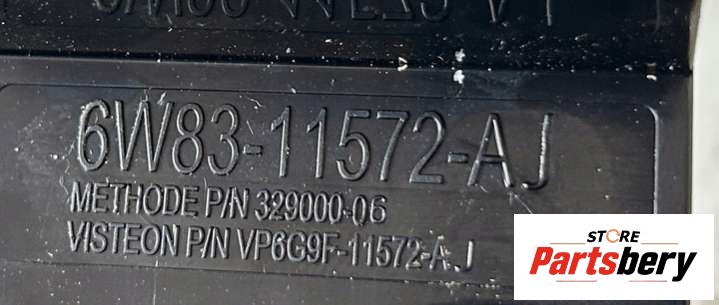 6W83-11572-AJ
METHODE P/N 329000-06
VISTEON P/N VP6G9F-11572-AJ
STORE
Partsbery